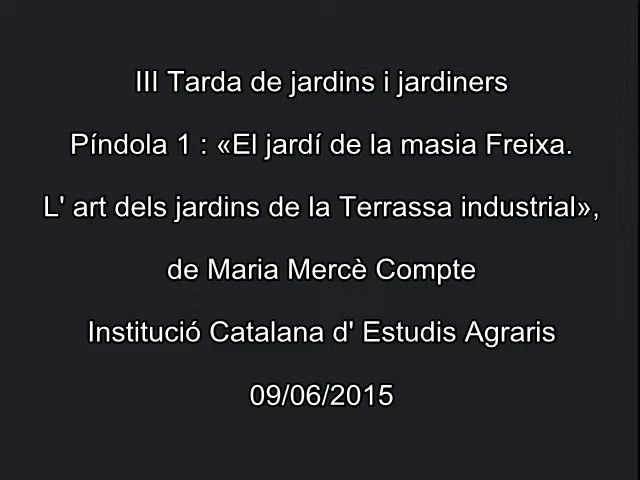 III Tarda de jardins i jardiners
Píndola 1 : «El jardí de la masia Freixa.
L' art dels jardins de la Terrassa industrial»,
de Maria Mercè Compte
Institució Catalana d' Estudis Agraris
09/06/2015